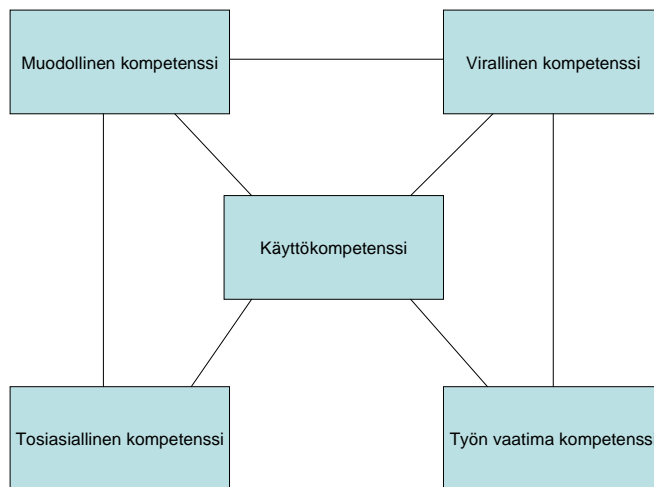 Muodollinen kompetenssi
Virallinen kompetenssi
Käyttökompetenssi
Tosiasiallinen kompetenssi
Työn vaatima kompetenssi